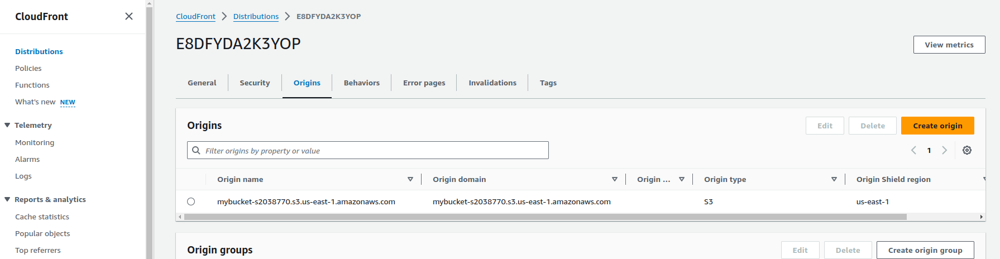 CloudFront
Distributions
Policies
Functions
What's new NEW
Telemetry
Monitoring
Alarms
Logs
Reports & analytics
Cache statistics
Popular objects
Top referrers
CloudFront > Distributions > E8DFYDA2K3YOP
E8DFYDA2K3YOP
View metrics
General Security Origins Behaviors Error pages Invalidations Tags
Origins
Edit Delete Create origin
Filter origins by property or value
1
Origin name Origin domain Origin ... Origin type Origin Shield region
mybucket-s2038770.s3.us-east-1.amazonaws.com mybucket-s2038770.s3.us-east-1.amazonaws.com S3 us-east-1
Origin groups
Edit Delete Create origin group